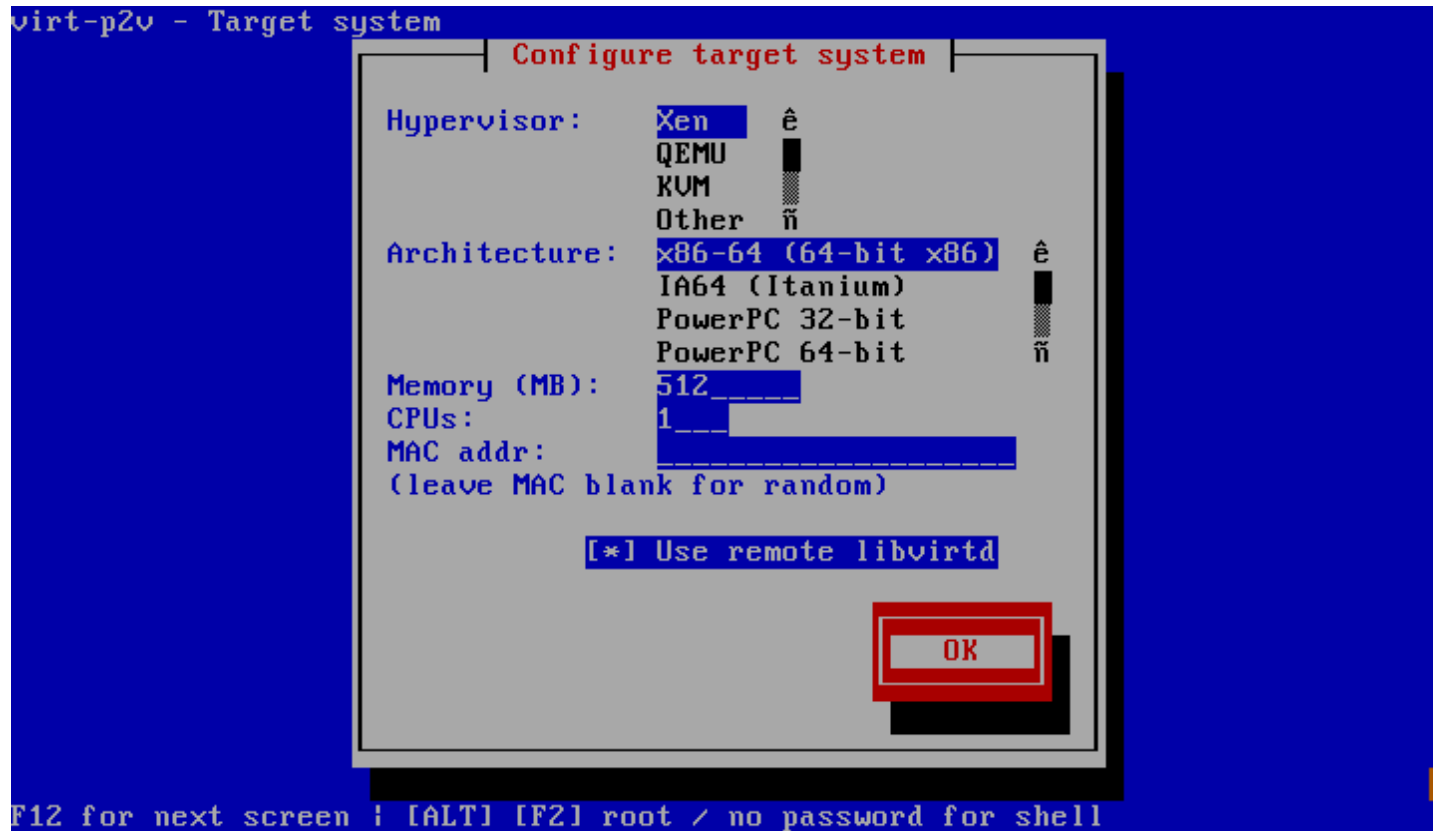 virt-p2v - Target system
Configure target system
Hypervisor: Xen ê
QEMU
KVM
Other ñ
Architecture: x86-64 (64-bit x86) ê
IA64 (Itanium)
PowerPC 32-bit
PowerPC 64-bit ñ
Memory (MB): 512_____
CPUs: 1___
MAC addr: ____________________
(leave MAC blank for random)
[*] Use remote libvirtd
OK
F12 for next screen ¦ [ALT] [F2] root / no password for shell